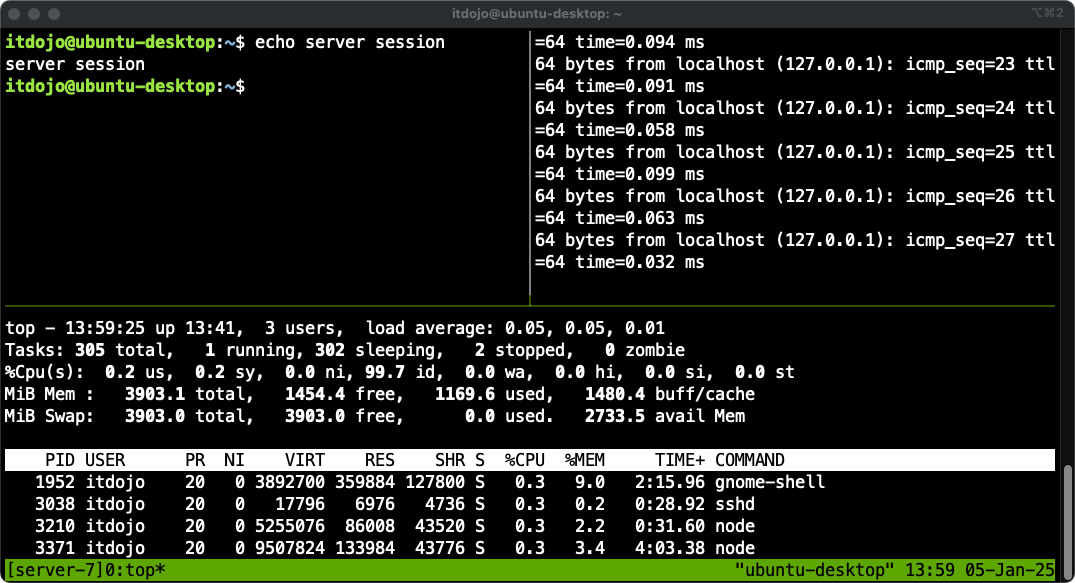 itdojo@ubuntu-desktop: ~
⌥⌘2
itdojo@ubuntu-desktop:~$ echo server session
server session
itdojo@ubuntu-desktop:~$
=64 time=0.094 ms
64 bytes from localhost (127.0.0.1): icmp_seq=23 ttl
=64 time=0.091 ms
64 bytes from localhost (127.0.0.1): icmp_seq=24 ttl
=64 time=0.058 ms
64 bytes from localhost (127.0.0.1): icmp_seq=25 ttl
=64 time=0.099 ms
64 bytes from localhost (127.0.0.1): icmp_seq=26 ttl
=64 time=0.063 ms
64 bytes from localhost (127.0.0.1): icmp_seq=27 ttl
=64 time=0.032 ms
top - 13:59:25 up 13:41,  3 users,  load average: 0.05, 0.05, 0.01
Tasks: 305 total,   1 running, 302 sleeping,   2 stopped,   0 zombie
%Cpu(s):  0.2 us,  0.2 sy,  0.0 ni, 99.7 id,  0.0 wa,  0.0 hi,  0.0 si,  0.0 st
MiB Mem :   3903.1 total,   1454.4 free,   1169.6 used,   1480.4 buff/cache
MiB Swap:   3903.0 total,   3903.0 free,      0.0 used.   2733.5 avail Mem
    PID USER      PR  NI    VIRT    RES    SHR S  %CPU  %MEM     TIME+ COMMAND
   1952 itdojo    20   0 3892700 359884 127800 S   0.3   9.0   2:15.96 gnome-shell
   3038 itdojo    20   0   17796   6976   4736 S   0.3   0.2   0:28.92 sshd
   3210 itdojo    20   0 5255076  86008  43520 S   0.3   2.2   0:31.60 node
   3371 itdojo    20   0 9507824 133984  43776 S   0.3   3.4   4:03.38 node
[server-7]0:top* "ubuntu-desktop" 13:59 05-Jan-25